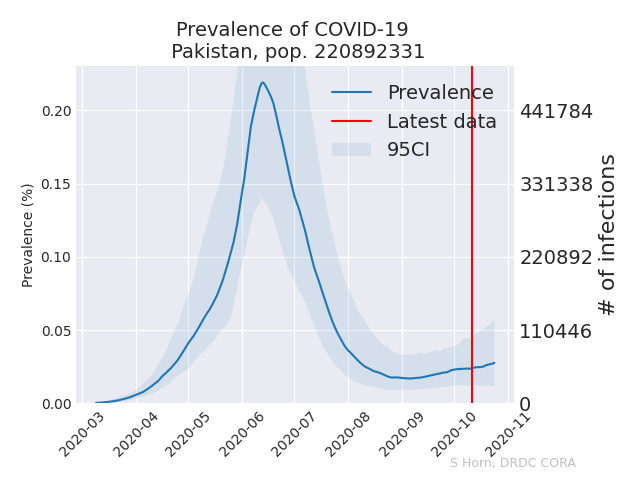 Prevalence of COVID-19
Pakistan, pop. 220892331
Prevalence
Latest data
95CI
Prevalence (%)
0.20
0.15
0.10
0.05
0.00
441784
331338
220892
110446
0
# of infections
2020-03
2020-04
2020-05
2020-06
2020-07
2020-08
2020-09
2020-10
2020-11
S Horn, DRDC CORA